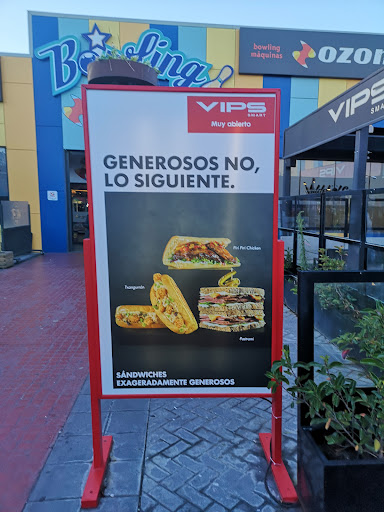 Bowling
bowling
máquinas
OZON
VIPS
SMART
VIPS
SMART
Muy abierto
GENEROSOS NO,
LO SIGUIENTE.
Piri Piri Chicken
Pastrami
SÁNDWICHES
EXAGERADAMENTE GENEROSOS